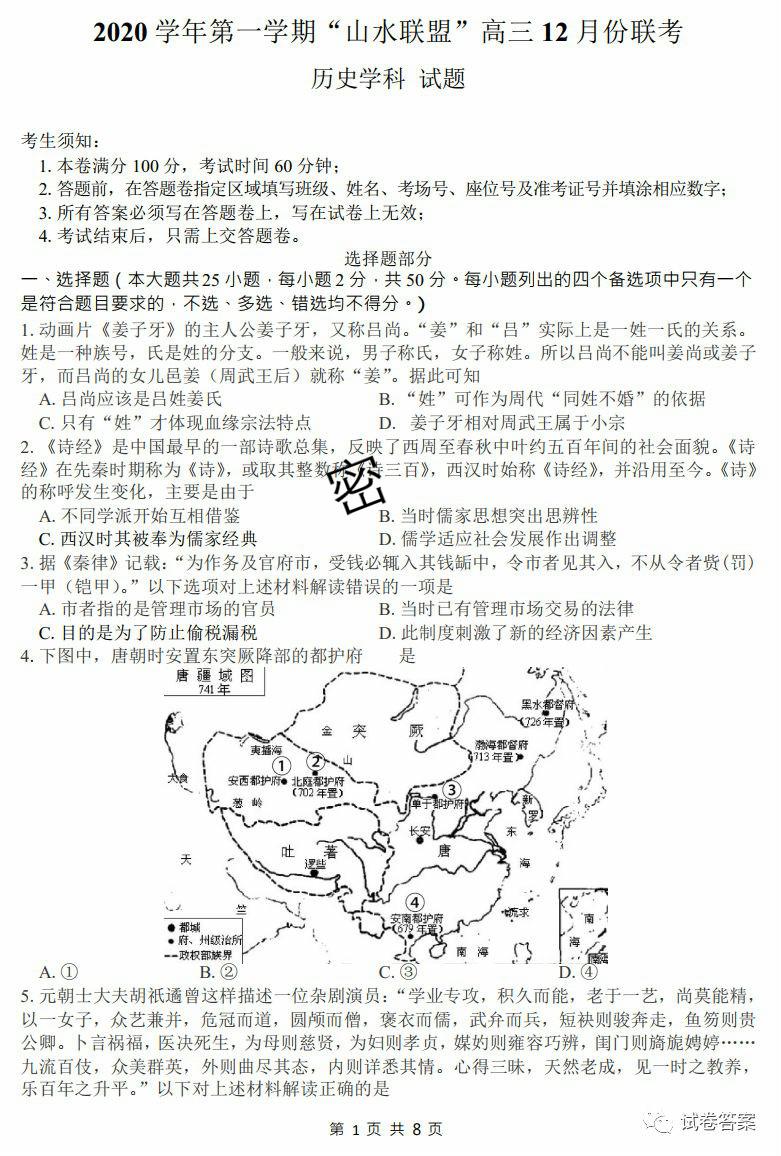 2020 学年第一学期“山水联盟”高三 12 月份联考
历史学科 试题
考生须知：
1. 本卷满分 100 分，考试时间 60 分钟；
2. 答题前，在答题卷指定区域填写班级、姓名、考场号、座位号及准考证号并填涂相应数字；
3. 所有答案必须写在答题卷上，写在试卷上无效；
4. 考试结束后，只需上交答题卷。
选择题部分
一、选择题（本大题共 25 小题，每小题 2 分，共 50 分。每小题列出的四个备选项中只有一个
是符合题目要求的，不选、多选、错选均不得分。）
1. 动画片《姜子牙》的主人公姜子牙，又称吕尚。“姜”和“吕”实际上是一姓一氏的关系。
姓是一种族号，氏是姓的分支。一般来说，男子称氏，女子称姓。所以吕尚不能叫姜尚或姜子
牙，而吕尚的女儿邑姜（周武王后）就称“姜”。据此可知
A. 吕尚应该是吕姓姜氏 B. “姓”可作为周代“同姓不婚”的依据
C. 只有“姓”才体现血缘宗法特点 D. 姜子牙相对周武王属于小宗
2. 《诗经》是中国最早的一部诗歌总集，反映了西周至春秋中叶约五百年间的社会面貌。《诗
经》在先秦时期称为《诗》，或取其整数称《诗三百》，西汉时始称《诗经》，并沿用至今。《诗》
的称呼发生变化，主要是由于
密
A. 不同学派开始互相借鉴 B. 当时儒家思想突出思辨性
C. 西汉时其被奉为儒家经典 D. 儒学适应社会发展作出调整
3. 据《秦律》记载：“为作务及官府市，受钱必辄入其钱缿中，令市者见其入，不从令者赀(罚)
一甲（铠甲）。”以下选项对上述材料解读错误的一项是
A. 市者指的是管理市场的官员 B. 当时已有管理市场交易的法律
C. 目的是为了防止偷税漏税 D. 此制度刺激了新的经济因素产生
4. 下图中，唐朝时安置东突厥降部的都护府 是
唐 疆 域 图
741 年
黑水都督府
(726 年置)
金 突 厥
渤海都督府
(713 年置)
夷播海
① ② 山
大食
安西都护府 北庭都护府
(702 年置)
③
单于都护府
葱 岭
新
罗
长安
东
海
吐 蕃 唐
逻些
天
竺
④
安南都护府
(679 年置)
流求
南 海
南
海
都城
府、州级治所
政权部族界
A. ① B. ② C. ③ D. ④
5. 元朝士大夫胡祗遹曾这样描述一位杂剧演员：“学业专攻，积久而能，老于一艺，尚莫能精，
以一女子，众艺兼并，危冠而道，圆颅而僧，褒衣而儒，武弁而兵，短袂则骏奔走，鱼笏则贵
公卿。卜言祸福，医决死生，为母则慈贤，为妇则孝贞，媒妁则雍容巧辨，闺门则旖旎娉婷……
九流百伎，众美群英，外则曲尽其态，内则详悉其情。心得三昧，天然老成，见一时之教养，
乐百年之升平。”以下对上述材料解读正确的是
试卷答案
第 1 页 共 8 页